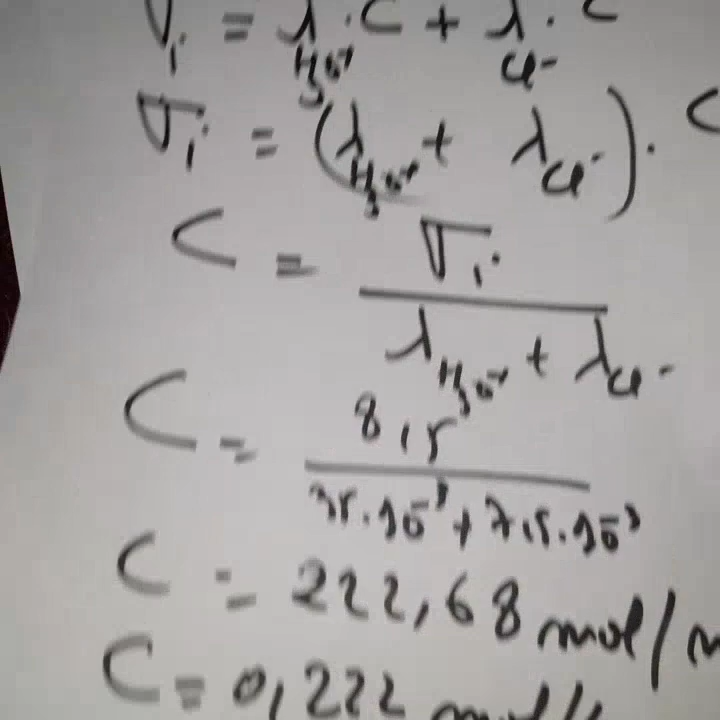 σi = λH3O+ · C + λCl- · C
σi = (λH3O+ + λCl-) · C
C = σi / (λH3O+ + λCl-)
C = 8,5 / (35.10^-3 + 7,5.10^-3)
C = 222,68 mol/m
C = 0,222 mol/